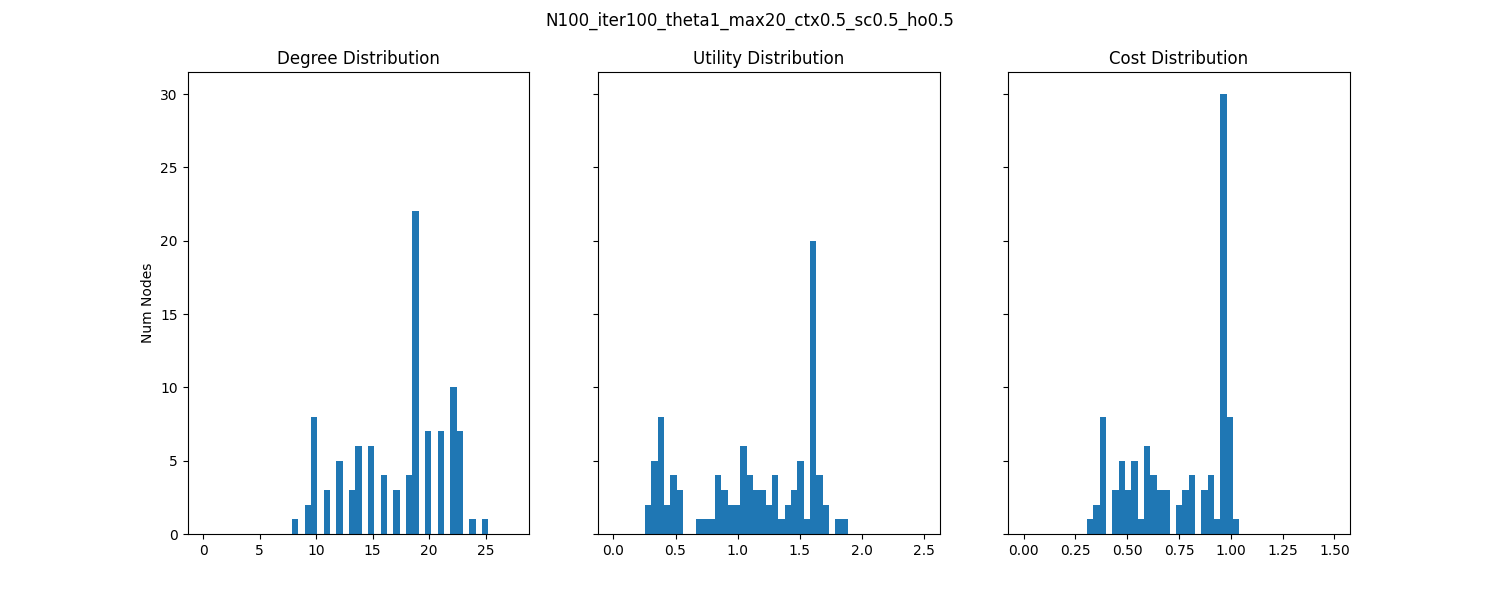 N100_iter100_theta1_max20_ctx0.5_sc0.5_ho0.5
Degree Distribution
Utility Distribution
Cost Distribution
Num Nodes
30
25
20
15
10
5
0
0 5 10 15 20 25
0.0 0.5 1.0 1.5 2.0 2.5
0.00 0.25 0.50 0.75 1.00 1.25 1.50